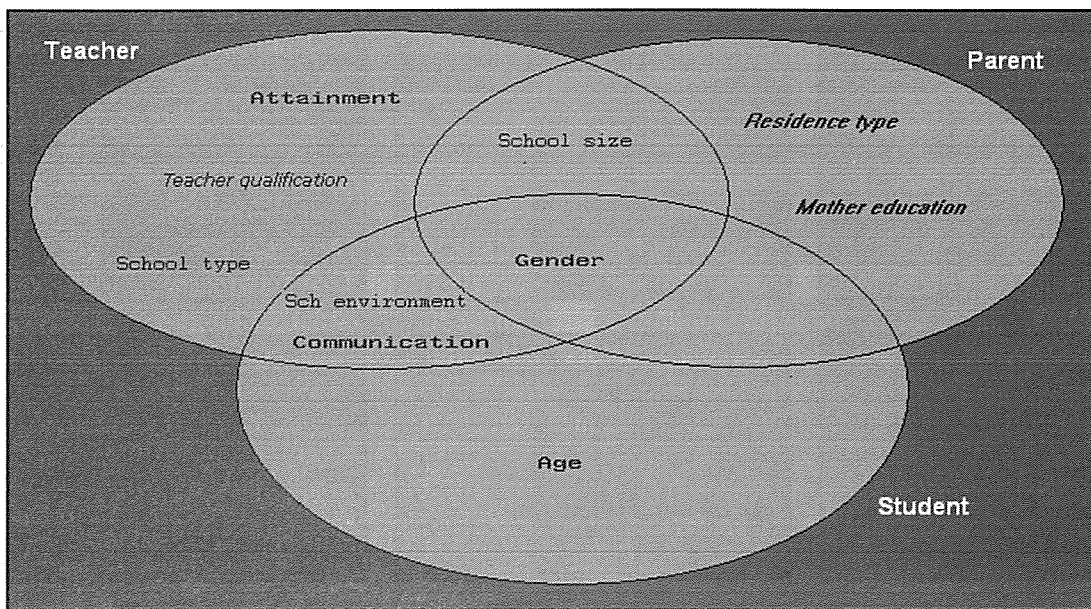 Teacher
Parent
Attainment
Residence type
School size
Teacher qualification
Mother education
School type
Gender
Sch environment
Communication
Age
Student